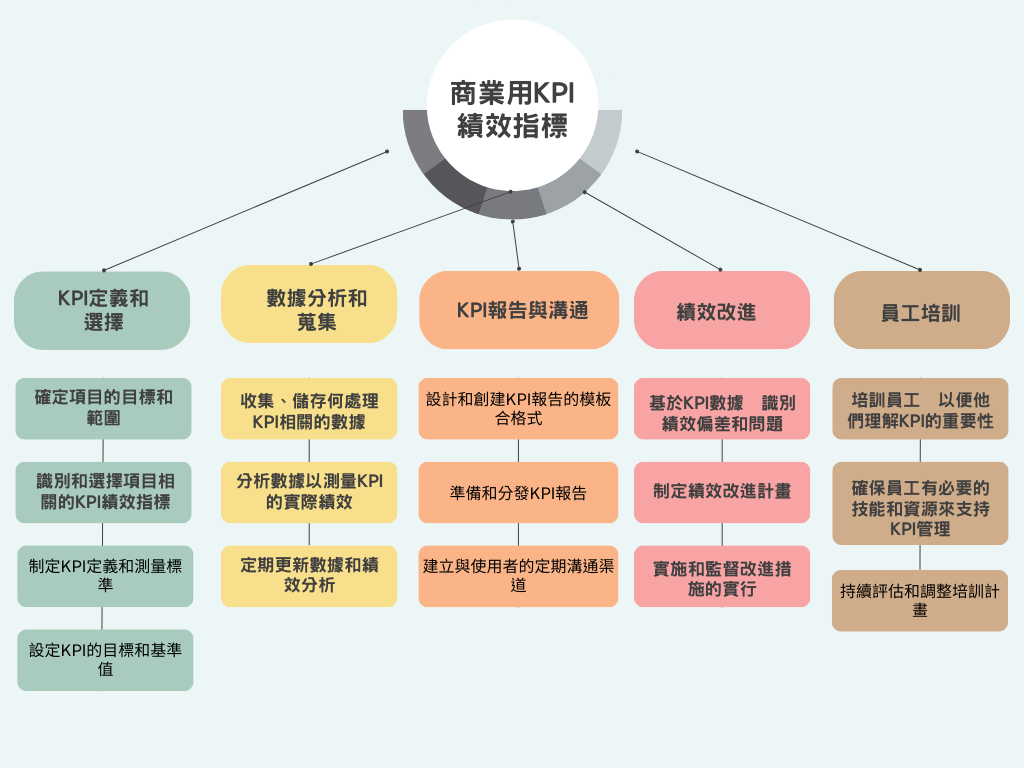 商業用KPI
績效指標
KPI定義和
選擇
數據分析和
蒐集
KPI報告與溝通
績效改進
員工培訓
確定項目的目標和
範圍
識別和選擇項目相
關的KPI績效指標
制定KPI定義和測量標
準
設定KPI的目標和基準
值
收集、儲存何處理
KPI相關的數據
分析數據以測量KPI
的實際績效
定期更新數據和績
效分析
設計和創建KPI報告的模板
合格式
準備和分發KPI報告
建立與使用者的定期溝通渠
道
基於KPI數據　識別
績效偏差和問題
制定績效改進計畫
實施和監督改進措
施的實行
培訓員工　以便他
們理解KPI的重要性
確保員工有必要的
技能和資源來支持
KPI管理
持續評估和調整培訓計
畫